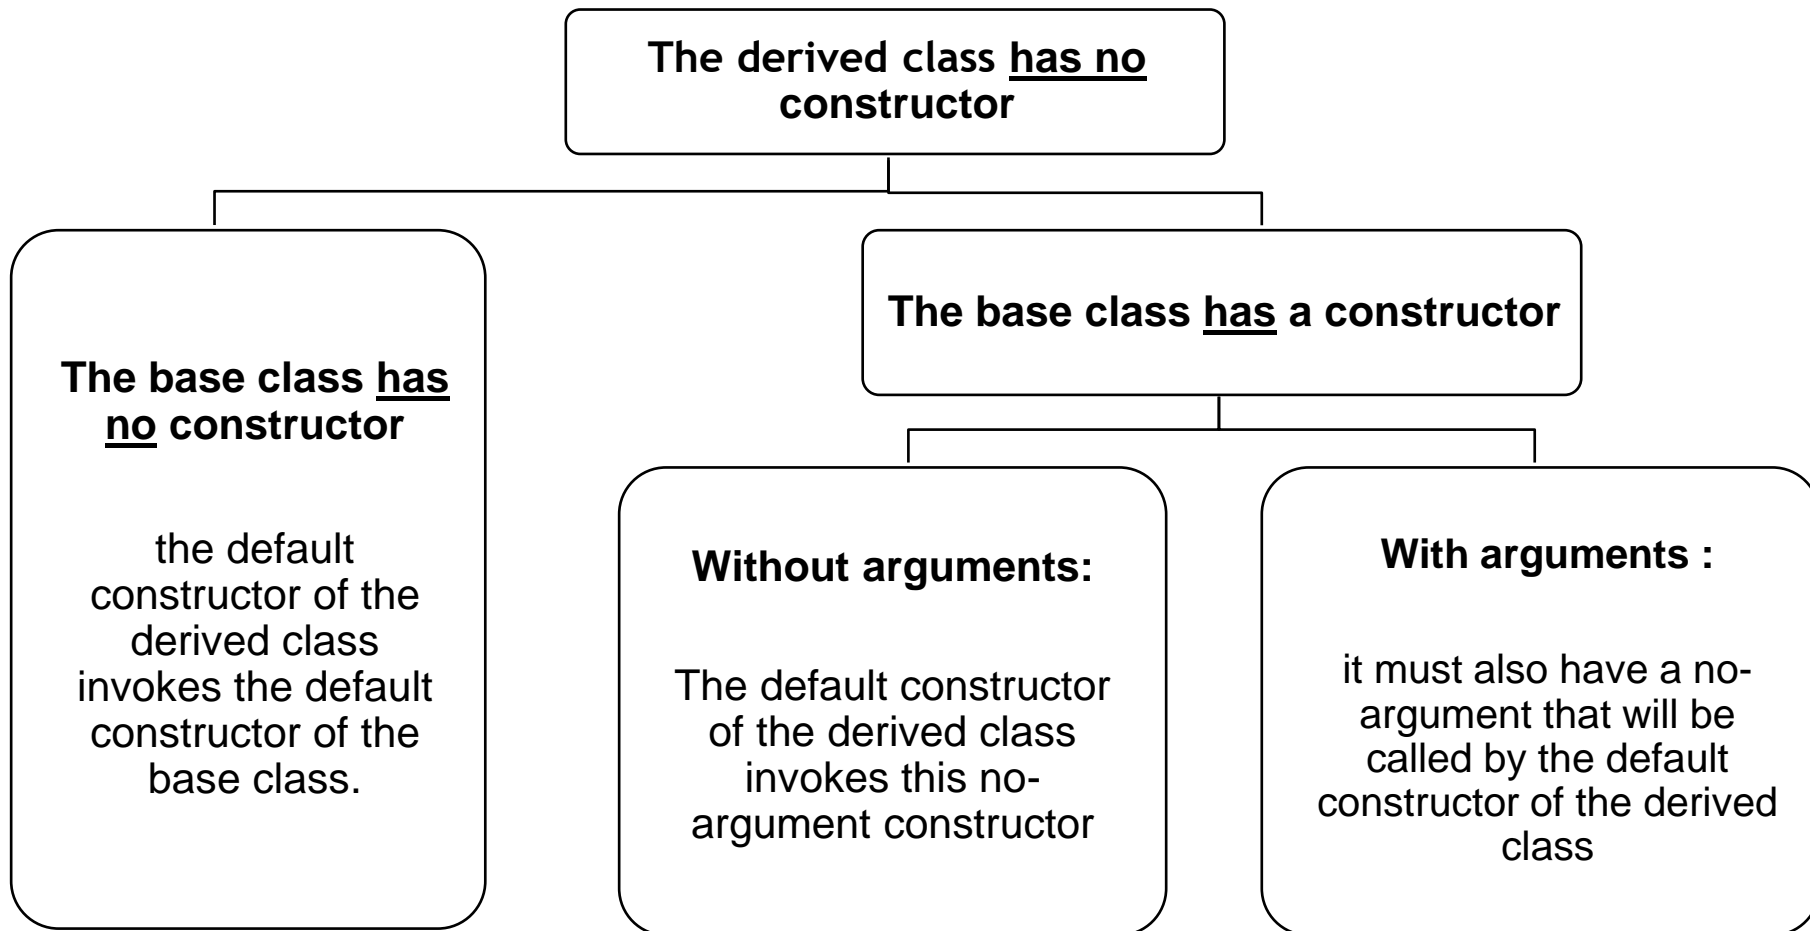 The derived class has no
constructor
The base class has
no constructor
the default
constructor of the
derived class
invokes the default
constructor of the
base class.
The base class has a constructor
Without arguments:
The default constructor
of the derived class
invokes this no-
argument constructor
With arguments :
it must also have a no-
argument that will be
called by the default
constructor of the derived
class